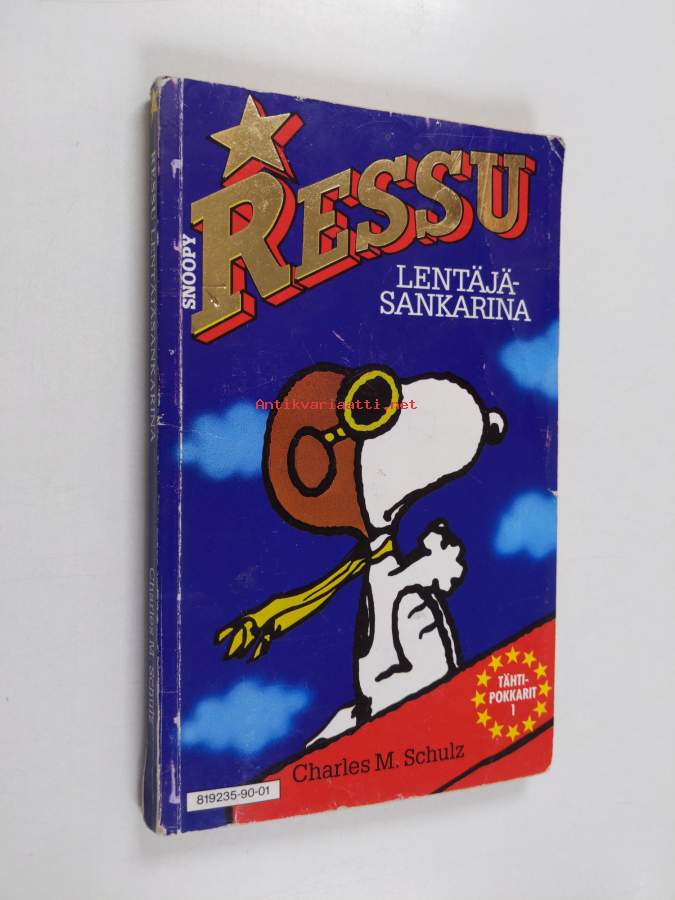 SNOOPY
RESSU
LENTÄJÄ-
SANKARINA
Antikvariaatti.net
TÄHTI-
POKKARIT
1
Charles M. Schulz
819235-90-01
RESSU LENTÄJÄSANKARINA
Charles M. Schulz